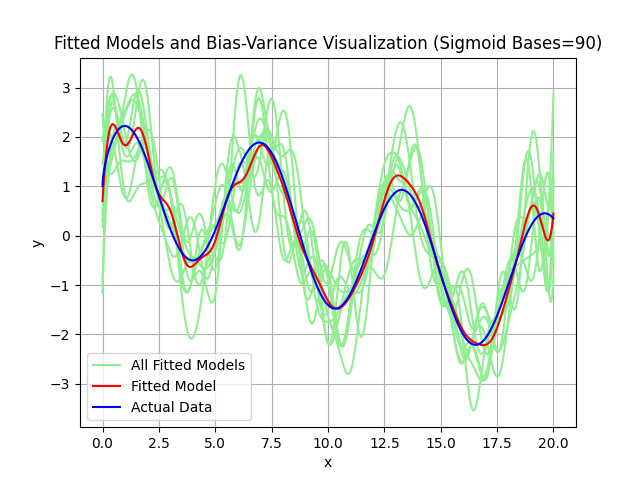 Fitted Models and Bias-Variance Visualization (Sigmoid Bases=90)
3
2
1
0
−1
−2
−3
y
All Fitted Models
Fitted Model
Actual Data
0.0 2.5 5.0 7.5 10.0 12.5 15.0 17.5 20.0
x